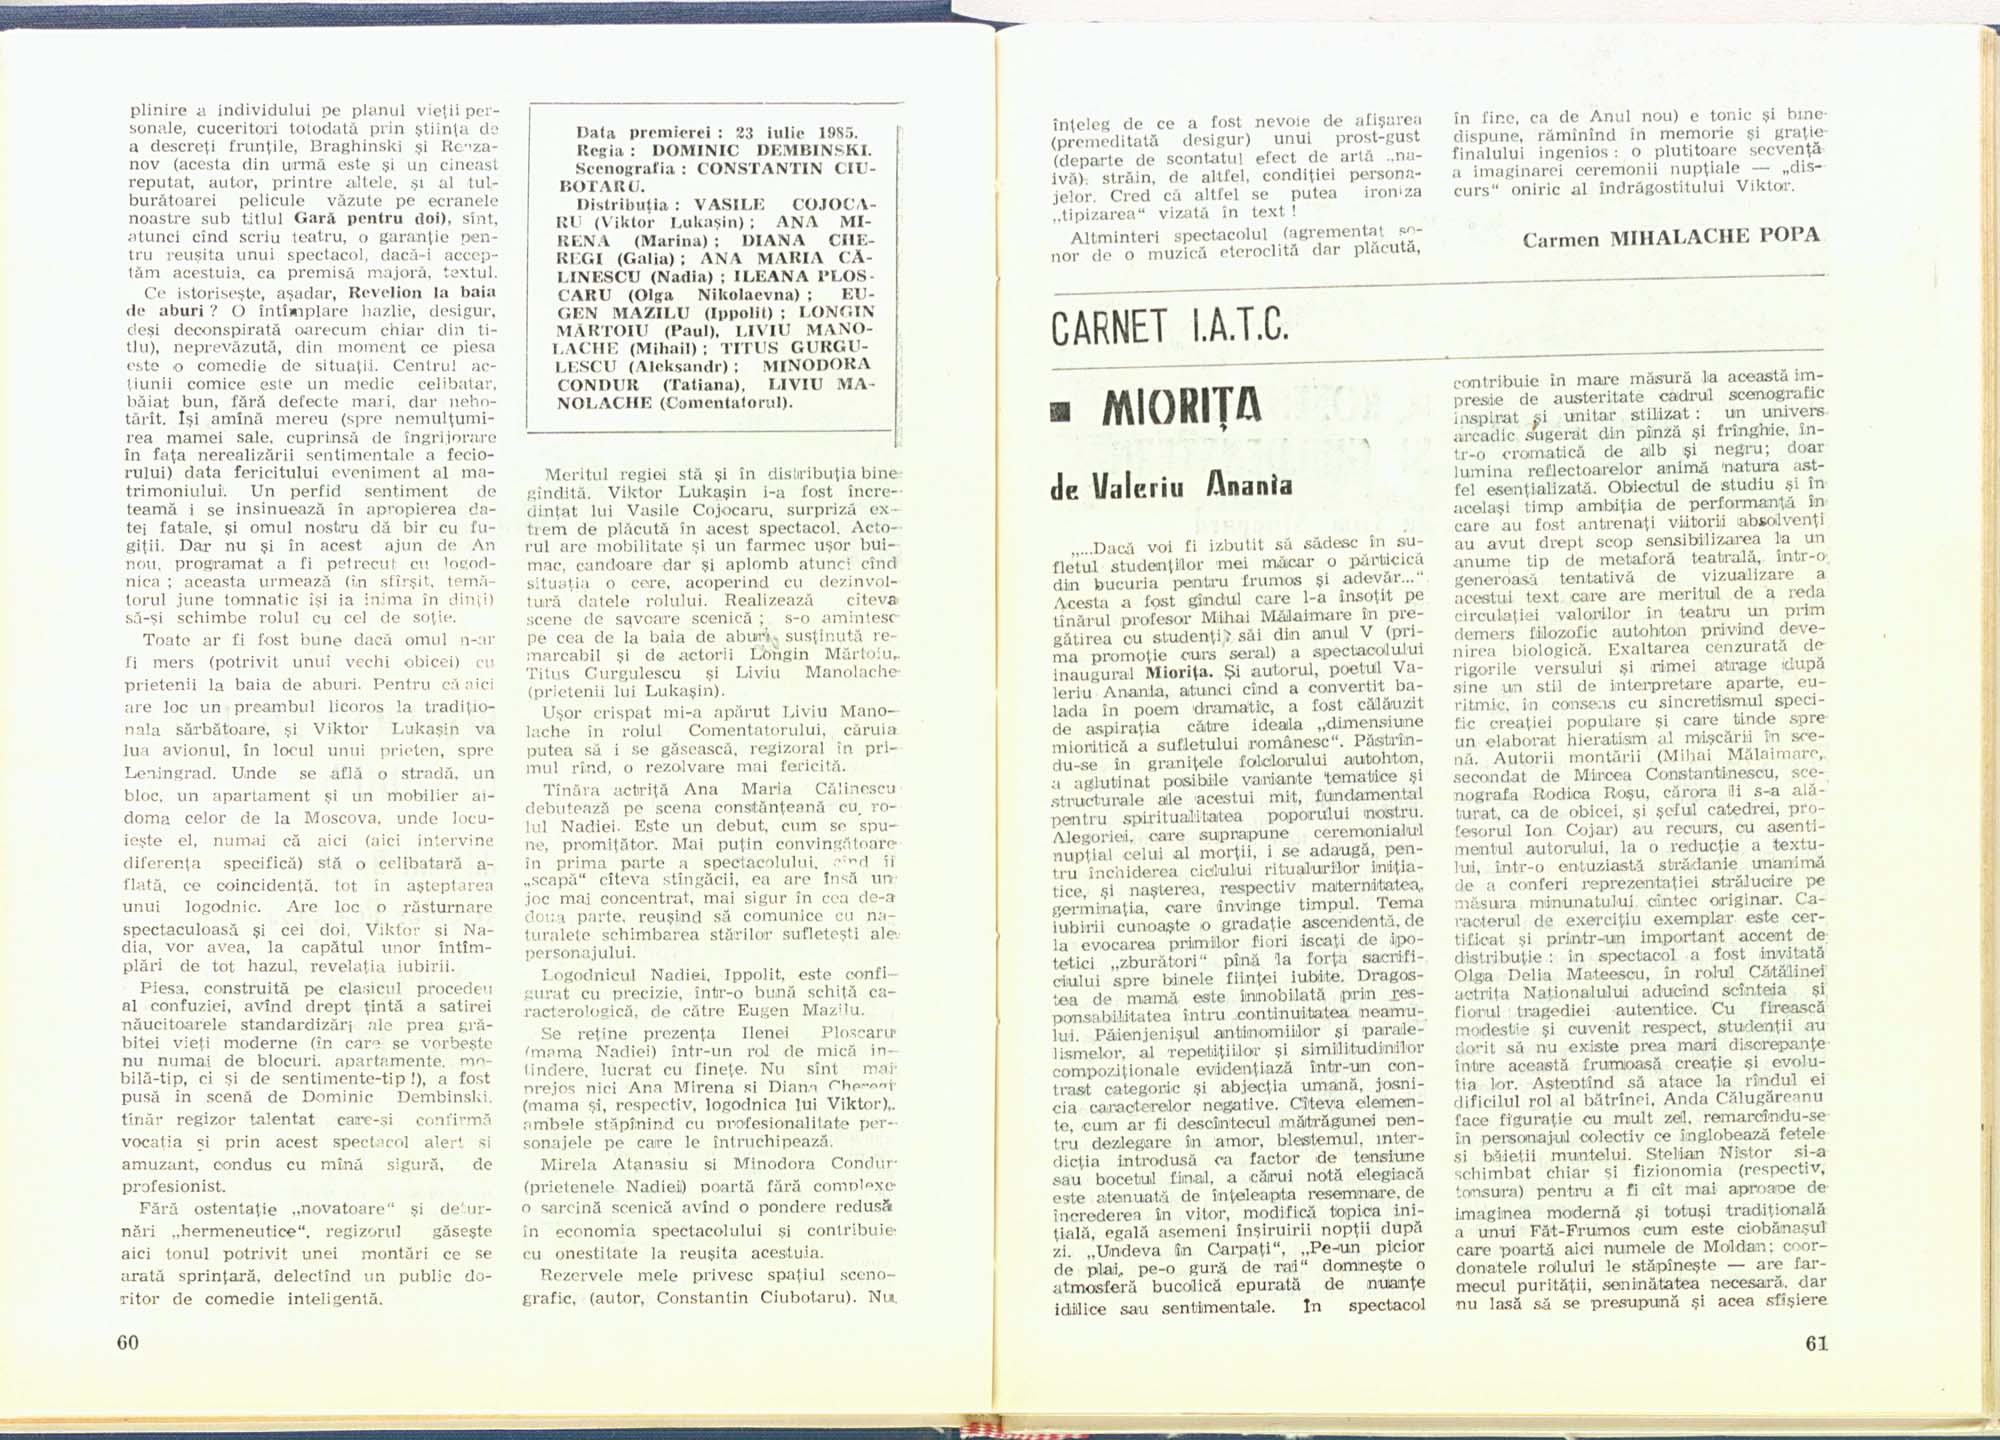 plinire a individului pe planul vieții per-
sonale, cuceritori totodată prin știința de
a descreți frunțile, Braghinski și Reaza-
nov (acesta din urmă este și un cineast
reputat, autor, printre altele, și al tul-
burătoarei pelicule văzute pe ecranele
noastre sub titlul Gară pentru doi), sînt,
atunci cînd scriu teatru, o garanție pen-
tru reușita unui spectacol, dacă-i accep-
tăm acestuia, ca premisă majoră, textul.
Ce istorisește, așadar, Revelion la baia
de aburi ? O întîmplare hazlie, desigur,
deși deconspirată oarecum chiar din ti-
tlu), neprevăzută, din moment ce piesa
este o comedie de situații. Centrul ac-
țiunii comice este un medic celibatar,
băiat bun, fără defecte mari, dar neho-
tărît. Își amînă mereu (spre nemulțumi-
rea mamei sale, cuprinsă de îngrijorare
în fața nerealizării sentimentale a fecio-
rului) data fericitului eveniment al ma-
trimoniului. Un perfid sentiment de
teamă i se insinuează în apropierea da-
tei fatale, și omul nostru dă bir cu fu-
giții. Dar nu și în acest ajun de An
nou, programat a fi petrecut cu logod-
nica ; aceasta urmează (în sfîrșit, temă-
torul june tomnatic își ia inima în dinți)
să-și schimbe rolul cu cel de soție.
Toate ar fi fost bune dacă omul n-ar
fi mers (potrivit unui vechi obicei) cu
prietenii la baia de aburi. Pentru că aici
are loc un preambul licoros la tradițio-
nala sărbătoare, și Viktor Lukașin va
lua avionul, în locul unui prieten, spre
Leningrad. Unde se află o stradă, un
bloc, un apartament și un mobilier ai-
doma celor de la Moscova, unde locu-
iește el, numai că aici (aici intervine
diferența specifică) stă o celibatară a-
flată, ce coincidență, tot în așteptarea
unui logodnic. Are loc o răsturnare
spectaculoasă și cei doi, Viktor si Na-
dia, vor avea, la capătul unor întîm-
plări de tot hazul, revelația iubirii.
Piesa, construită pe clasicul procedeu
al confuziei, avînd drept țintă a satirei
năucitoarele standardizări ale prea gră-
bitei vieți moderne (în care se vorbește
nu numai de blocuri, apartamente, mo-
bilă-tip, ci și de sentimente-tip !), a fost
pusă în scenă de Dominic Dembinski,
tînăr regizor talentat care-și confirmă
vocația și prin acest spectacol alert și
amuzant, condus cu mînă sigură, de
profesionist.
Fără ostentație „novatoare“ și detur-
nări „hermeneutice“, regizorul găsește
aici tonul potrivit unei montări ce se
arată sprințară, delectînd un public do-
ritor de comedie inteligentă.
60
Data premierei : 23 iulie 1985.
Regia : DOMINIC DEMBINSKI.
Scenografia : CONSTANTIN CIU-
BOTARU.
Distribuția : VASILE COJOCA-
RU (Viktor Lukașin) ; ANA MI-
RENA (Marina) ; DIANA CHE-
REGI (Galia) ; ANA MARIA CĂ-
LINESCU (Nadia) ; ILEANA PLOS-
CARU (Olga Nikolaevna) ; EU-
GEN MAZILU (Ippolit) ; LONGIN
MĂRTOIU (Paul), LIVIU MANO-
LACHE (Mihail) ; TITUS GURGU-
LESCU (Aleksandr) ; MINODORA
CONDUR (Tatiana), LIVIU MA-
NOLACHE (Comentatorul).
Meritul regiei stă și în distribuția bine
gîndită. Viktor Lukașin i-a fost încre-
dințat lui Vasile Cojocaru, surpriză ex-
trem de plăcută în acest spectacol. Acto-
rul are mobilitate și un farmec ușor bui-
mac, candoare dar și aplomb atunci cînd
situația o cere, acoperind cu dezinvol-
tură datele rolului. Realizează cîteva
scene de savoare scenică ; s-o amintesc
pe cea de la baia de aburi, susținută re-
marcabil și de actorii Longin Mărtoiu,
Titus Gurgulescu și Liviu Manolache
(prietenii lui Lukașin).
Ușor crispat mi-a apărut Liviu Mano-
lache în rolul Comentatorului, căruia
putea să i se găsească, regizoral în pri-
mul rînd, o rezolvare mai fericită.
Tînăra actriță Ana Maria Călinescu
debutează pe scena constănțeană cu ro-
lul Nadiei. Este un debut, cum se spu-
ne, promițător. Mai puțin convingătoare
în prima parte a spectacolului, cînd îi
„scapă“ cîteva stîngăcii, ea are însă un
joc mai concentrat, mai sigur în cea de-a
doua parte, reușind să comunice cu na-
turalețe schimbarea stărilor sufletești ale
personajului.
Logodnicul Nadiei, Ippolit, este confi-
gurat cu precizie, într-o bună schiță ca-
racterologică, de către Eugen Mazilu.
Se reține prezența Ilenei Ploscaru
(mama Nadiei) într-un rol de mică în-
tindere, lucrat cu finețe. Nu sînt mai
prejos nici Ana Mirena si Diana Cheregi
(mama și, respectiv, logodnica lui Viktor),
ambele stăpînind cu profesionalitate per-
sonajele pe care le întruchipează.
Mirela Atanasiu si Minodora Condur
(prietenele Nadiei) poartă fără complexe
o sarcină scenică avînd o pondere redusă
în economia spectacolului și contribuie
cu onestitate la reușita acestuia.
Rezervele mele privesc spațiul sceno-
grafic, (autor, Constantin Ciubotaru). Nu
înțeleg de ce a fost nevoie de afișarea
(premeditată desigur) unui prost-gust
(departe de scontatul efect de artă „na-
ivă), străin, de altfel, condiției persona-
jelor. Cred că altfel se putea ironiza
„tipizarea“ vizată în text !
Altminteri spectacolul (agrementat so-
nor de o muzică eteroclită dar plăcută,
în fine, ca de Anul nou) e tonic și bine
dispune, rămînînd în memorie și grație
finalului ingenios : o plutitoare secvență
a imaginarei ceremonii nupțiale — „dis-
curs“ oniric al îndrăgostitului Viktor.
Carmen MIHALACHE POPA
CARNET I.A.T.C.
■ MIORIȚA
de Valeriu Anania
„...Dacă voi fi izbutit să sădesc în su-
fletul studenților mei măcar o părticică
din bucuria pentru frumos și adevăr...“
Acesta a fost gîndul care l-a însoțit pe
tînărul profesor Mihai Mălaimare în pre-
gătirea cu studenții săi din anul V (pri-
ma promoție curs seral) a spectacolului
inaugural Miorița. Și autorul, poetul Va-
leriu Anania, atunci cînd a convertit ba-
lada în poem dramatic, a fost călăuzit
de aspirația către ideala „dimensiune
mioritică a sufletului românesc“. Păstrîn-
du-se în granițele folclorului autohton,
a aglutinat posibile variante tematice și
structurale ale acestui mit, fundamental
pentru spiritualitatea poporului nostru.
Alegoriei, care suprapune ceremonialul
nupțial celui al morții, i se adaugă, pen-
tru închiderea ciclului ritualurilor iniția-
tice, și nașterea, respectiv maternitatea,
germinația, care învinge timpul. Tema
iubirii cunoaște o gradație ascendentă, de
la evocarea primilor fiori iscați de ipo-
tetici „zburători“ pînă la forța sacrifi-
ciului spre binele ființei iubite. Dragos-
tea de mamă este înnobilată prin res-
ponsabilitatea întru continuitatea neamu-
lui. Păienjenișul antinomiilor și parale-
lismelor, al repetițiilor și similitudinilor
compoziționale evidențiază într-un con-
trast categoric și abjecția umană, josni-
cia caracterelor negative. Cîteva elemen-
te, cum ar fi descîntecul mătrăgunei pen-
tru dezlegare în amor, blestemul, inter-
dicția introdusă ca factor de tensiune
sau bocetul final, a cărui notă elegiacă
este atenuată de înțeleapta resemnare, de
încrederea în vitor, modifică topica ini-
țială, egală asemeni înșiruirii nopții după
zi. „Undeva în Carpați“, „Pe-un picior
de plai, pe-o gură de rai“ domnește o
atmosferă bucolică epurată de nuanțe
idilice sau sentimentale. În spectacol
contribuie în mare măsură la această im-
presie de austeritate cadrul scenografic
inspirat și unitar stilizat : un univers
arcadic sugerat din pînză și frînghie, în-
tr-o cromatică de alb și negru; doar
lumina reflectoarelor animă natura ast-
fel esențializată. Obiectul de studiu și în
același timp ambiția de performanță în
care au fost antrenați viitorii absolvenți
au avut drept scop sensibilizarea la un
anume tip de metaforă teatrală, într-o
generoasă tentativă de vizualizare a
acestui text care are meritul de a reda
circulației valorilor în teatru un prim
demers filozofic autohton privind deve-
nirea biologică. Exaltarea cenzurată de
rigorile versului și rimei atrage după
sine un stil de interpretare aparte, eu-
ritmic, în consens cu sincretismul speci-
fic creației populare și care tinde spre
un elaborat hieratism al mișcării în sce-
nă. Autorii montării (Mihai Mălaimare,
secondat de Mircea Constantinescu, sce-
nografa Rodica Roșu, cărora li s-a ală-
turat, ca de obicei, și șeful catedrei, pro-
fesorul Ion Cojar) au recurs, cu asenti-
mentul autorului, la o reducție a textu-
lui, într-o entuziastă strădanie unanimă
de a conferi reprezentației strălucire pe
măsura minunatului cîntec originar. Ca-
racterul de exercițiu exemplar este cer-
tificat și printr-un important accent de
distribuție : în spectacol a fost invitată
Olga Delia Mateescu, în rolul Cătălinei
actrița Naționalului aducînd scînteia și
fiorul tragediei autentice. Cu firească
modestie și cuvenit respect, studenții au
dorit să nu existe prea mari discrepanțe
între această frumoasă creație și evolu-
ția lor. Așteptînd să atace la rîndul ei
dificilul rol al bătrînei, Anda Călugăreanu
face figurație cu mult zel, remarcîndu-se
în personajul colectiv ce înglobează fetele
si băieții muntelui. Stelian Nistor și-a
schimbat chiar și fizionomia (respectiv,
tonsura) pentru a fi cît mai aproape de
imaginea modernă și totuși tradițională
a unui Făt-Frumos cum este ciobănașul
care poartă aici numele de Moldan; coor-
donatele rolului le stăpînește — are far-
mecul purității, seninătatea necesară, dar
nu lasă să se presupună și acea sfîșiere
61